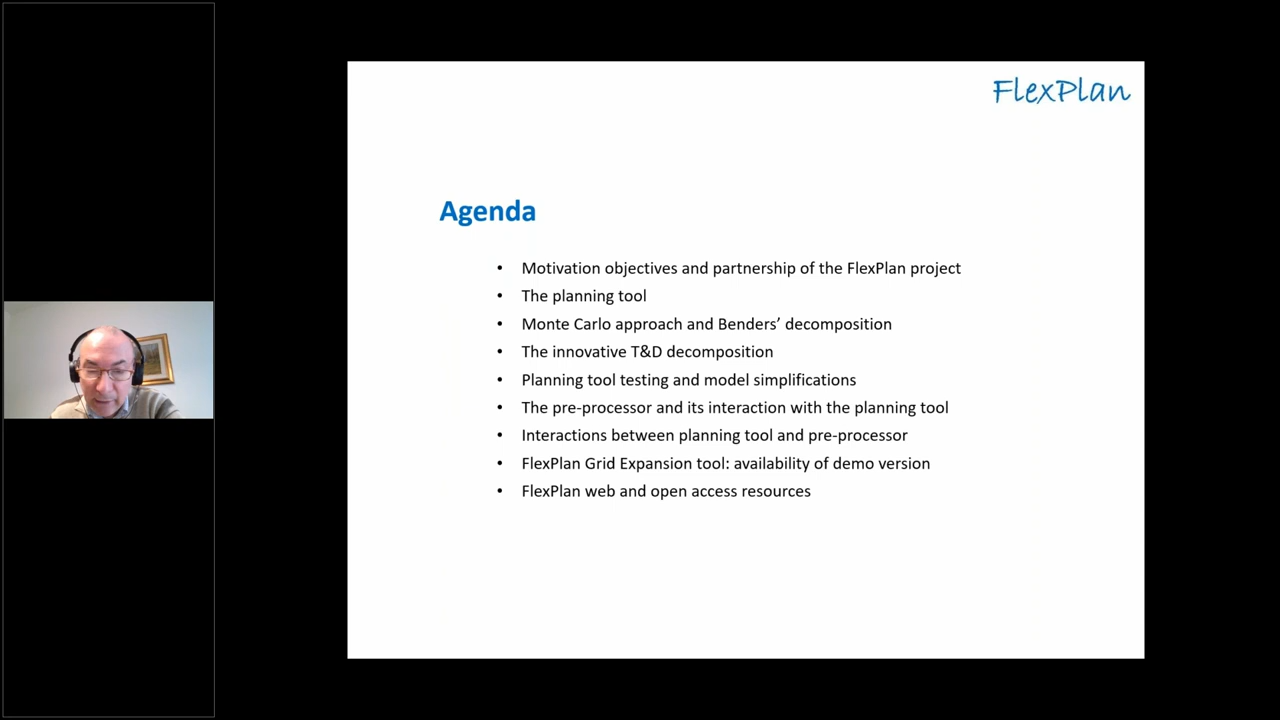 FlexPlan
Agenda
• Motivation objectives and partnership of the FlexPlan project
• The planning tool
• Monte Carlo approach and Benders’ decomposition
• The innovative T&D decomposition
• Planning tool testing and model simplifications
• The pre-processor and its interaction with the planning tool
• Interactions between planning tool and pre-processor
• FlexPlan Grid Expansion tool: availability of demo version
• FlexPlan web and open access resources